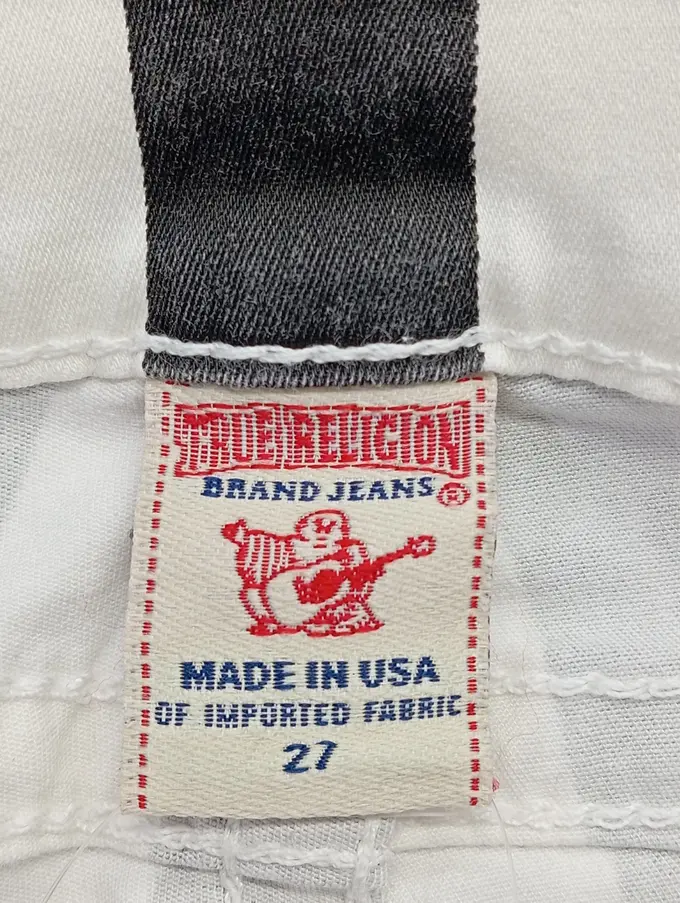 TRUE RELIGION
BRAND JEANS ®
MADE IN USA
OF IMPORTED FABRIC
27